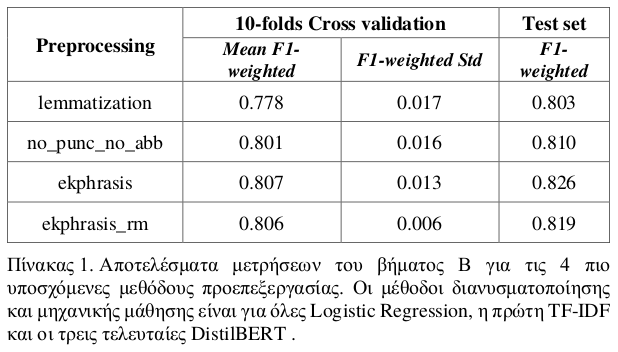 Preprocessing 10-folds Cross validation Test set
Mean F1-weighted F1-weighted Std F1-weighted
lemmatization 0.778 0.017 0.803
no_punc_no_abb 0.801 0.016 0.810
ekphrasis 0.807 0.013 0.826
ekphrasis_rm 0.806 0.006 0.819
Πίνακας 1. Αποτελέσματα μετρήσεων του βήματος Β για τις 4 πιο
υποσχόμενες μεθόδους προεπεξεργασίας. Οι μέθοδοι διανυσματοποίησης
και μηχανικής μάθησης είναι για όλες Logistic Regression, η πρώτη TF-IDF
και οι τρεις τελευταίες DistilBERT .